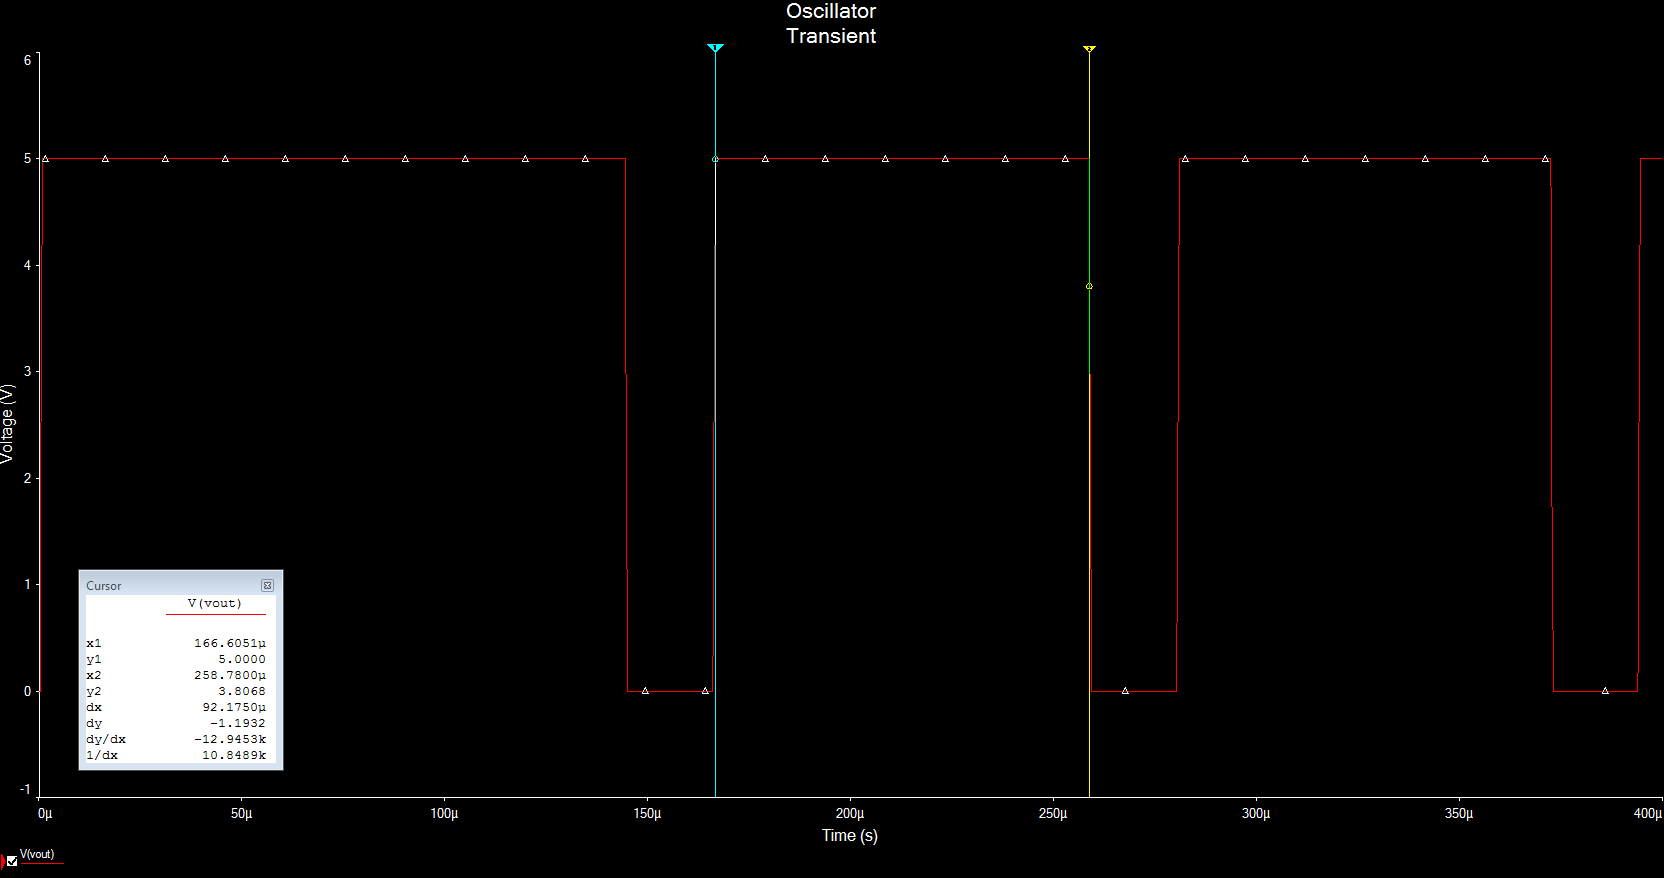 Oscillator
Transient
6
5
4
3
2
1
0
-1
Voltage (V)
Cursor
V(vout)
x1 166.6051μ
y1 5.0000
x2 258.7800μ
y2 3.8068
dx 92.1750μ
dy -1.1932
dy/dx -12.9453k
1/dx 10.8489k
0μ 50μ 100μ 150μ 200μ 250μ 300μ 350μ 400μ
Time (s)
V(vout)